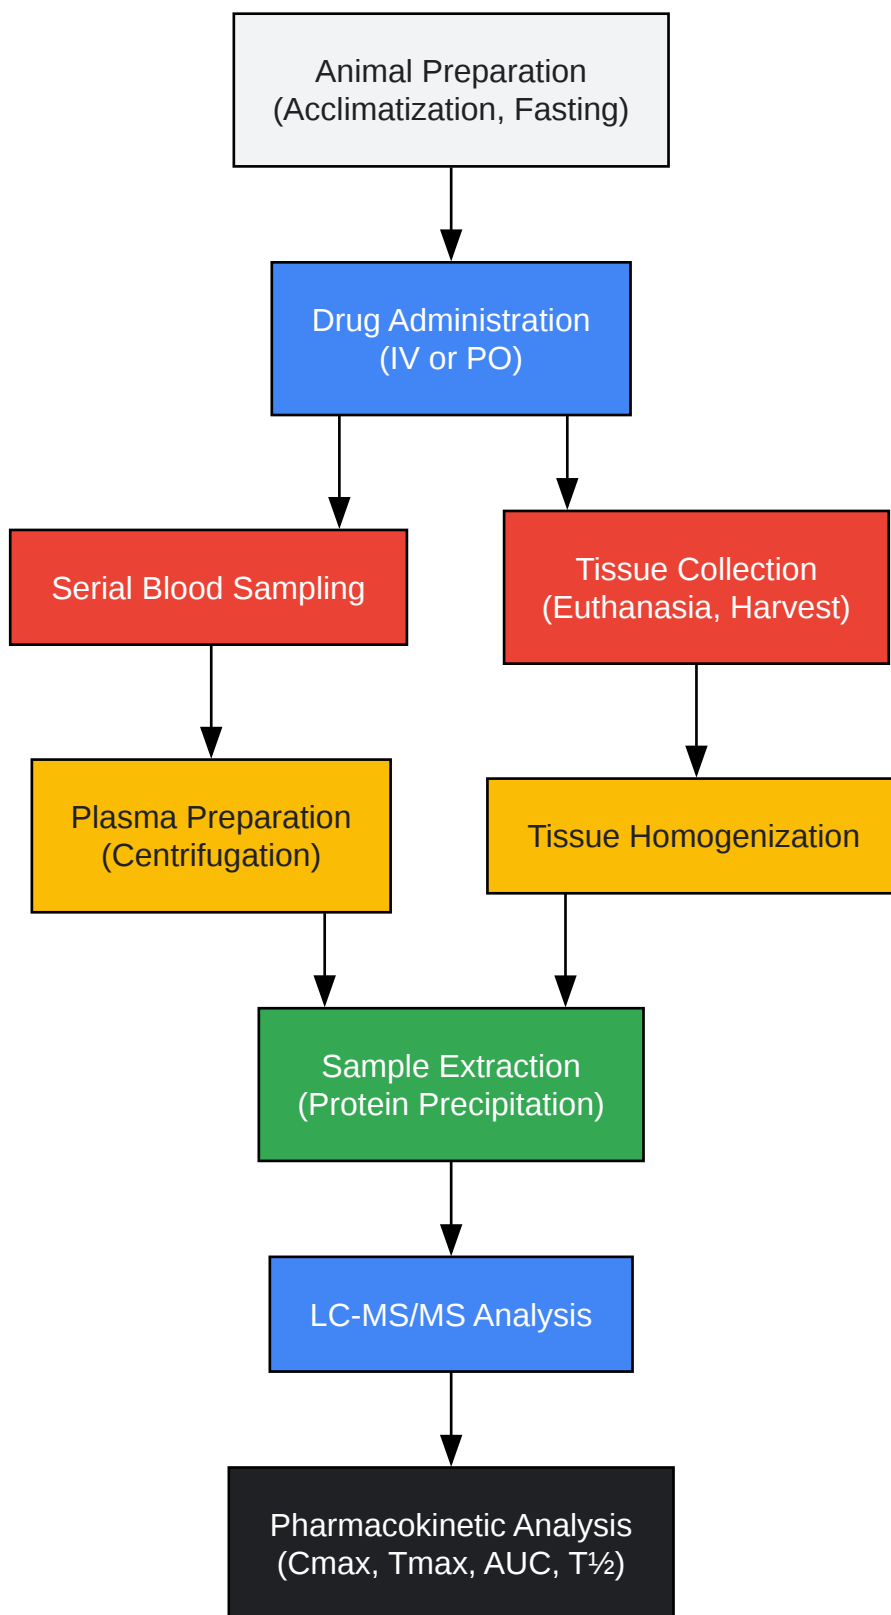 Animal Preparation
(Acclimatization, Fasting)
Drug Administration
(IV or PO)
Serial Blood Sampling
Tissue Collection
(Euthanasia, Harvest)
Plasma Preparation
(Centrifugation)
Tissue Homogenization
Sample Extraction
(Protein Precipitation)
LC-MS/MS Analysis
Pharmacokinetic Analysis
(Cmax, Tmax, AUC, T½)